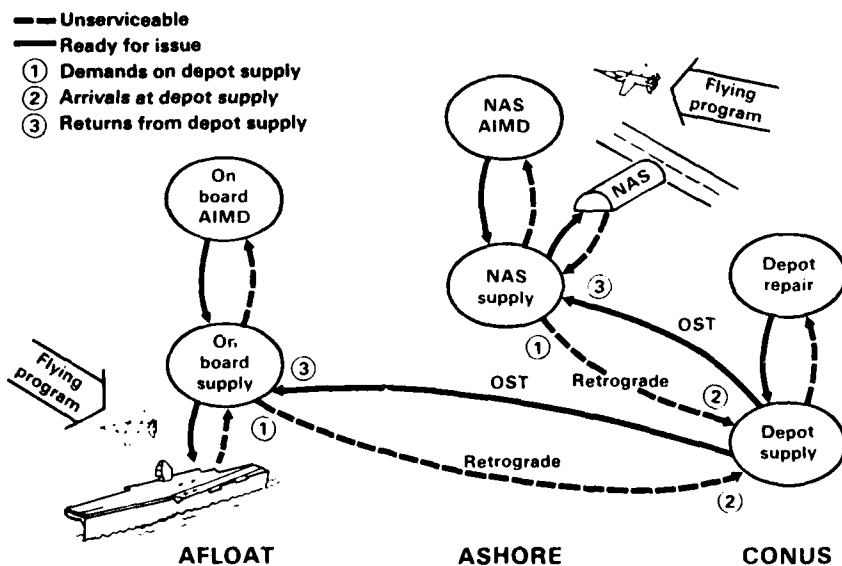 Unserviceable
Ready for issue
① Demands on depot supply
② Arrivals at depot supply
③ Returns from depot supply
NAS
AIMD
Flying
program
On
board
AIMD
NAS
NAS
supply
Depot
repair
③
OST
①
Flying
program
On
board
supply
③
OST
Retrograde
②
①
Depot
supply
Retrograde
②
AFLOAT
ASHORE
CONUS